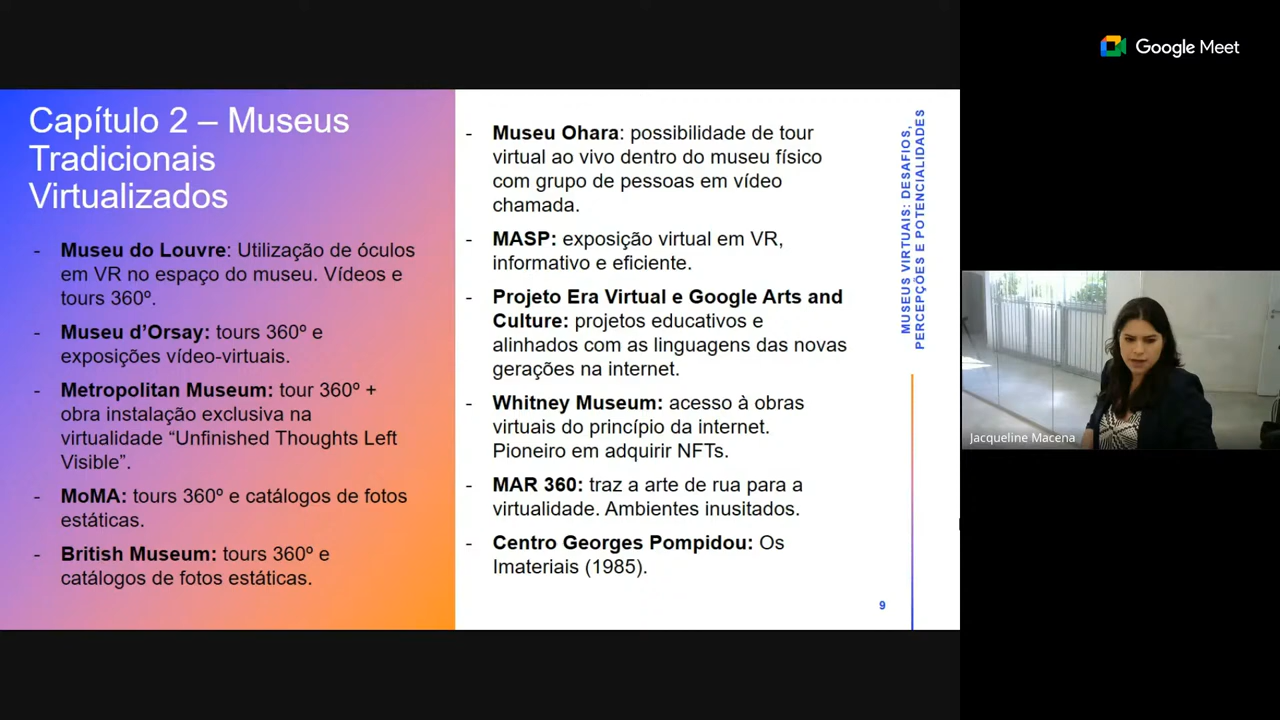 Capítulo 2 – Museus
Tradicionais
Virtualizados
- Museu do Louvre: Utilização de óculos
em VR no espaço do museu. Vídeos e
tours 360º.
- Museu d’Orsay: tours 360º e
exposições vídeo-virtuais.
- Metropolitan Museum: tour 360º +
obra instalação exclusiva na
virtualidade “Unfinished Thoughts Left
Visible”.
- MoMA: tours 360º e catálogos de fotos
estáticas.
- British Museum: tours 360º e
catálogos de fotos estáticas.
- Museu Ohara: possibilidade de tour
virtual ao vivo dentro do museu físico
com grupo de pessoas em vídeo
chamada.
- MASP: exposição virtual em VR,
informativo e eficiente.
- Projeto Era Virtual e Google Arts and
Culture: projetos educativos e
alinhados com as linguagens das novas
gerações na internet.
- Whitney Museum: acesso à obras
virtuais do princípio da internet.
Pioneiro em adquirir NFTs.
- MAR 360: traz a arte de rua para a
virtualidade. Ambientes inusitados.
- Centro Georges Pompidou: Os
Imateriais (1985).
9
MUSEUS VIRTUAIS: DESAFIOS,
PERCEPÇÕES E POTENCIALIDADES
Google Meet
Jacqueline Macena